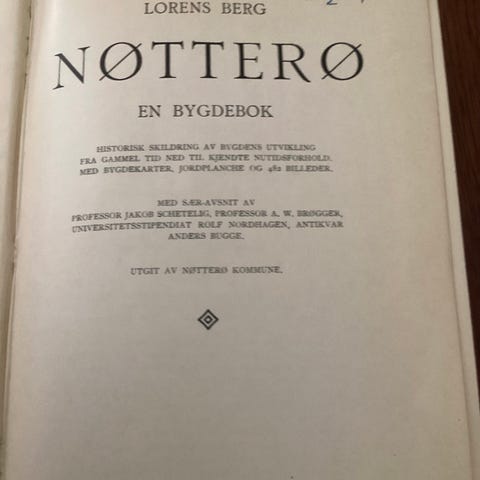 LORENS BERG
NØTTERØ
EN BYGDEBOK
HISTORISK SKILDRING AV BYGDENS UTVIKLING
FRA GAMMEL TID NED TIL KJENDTE NUTIDSFORHOLD.
MED BYGDEKARTER, JORDPLANCHE OG 482 BILLEDER.
MED SÆR-AVSNIT AV
PROFESSOR JAKOB SCHETELIG, PROFESSOR A. W. BRØGGER,
UNIVERSITETSSTIPENDIAT ROLF NORDHAGEN, ANTIKVAR
ANDERS BUGGE.
UTGIT AV NØTTERØ KOMMUNE.